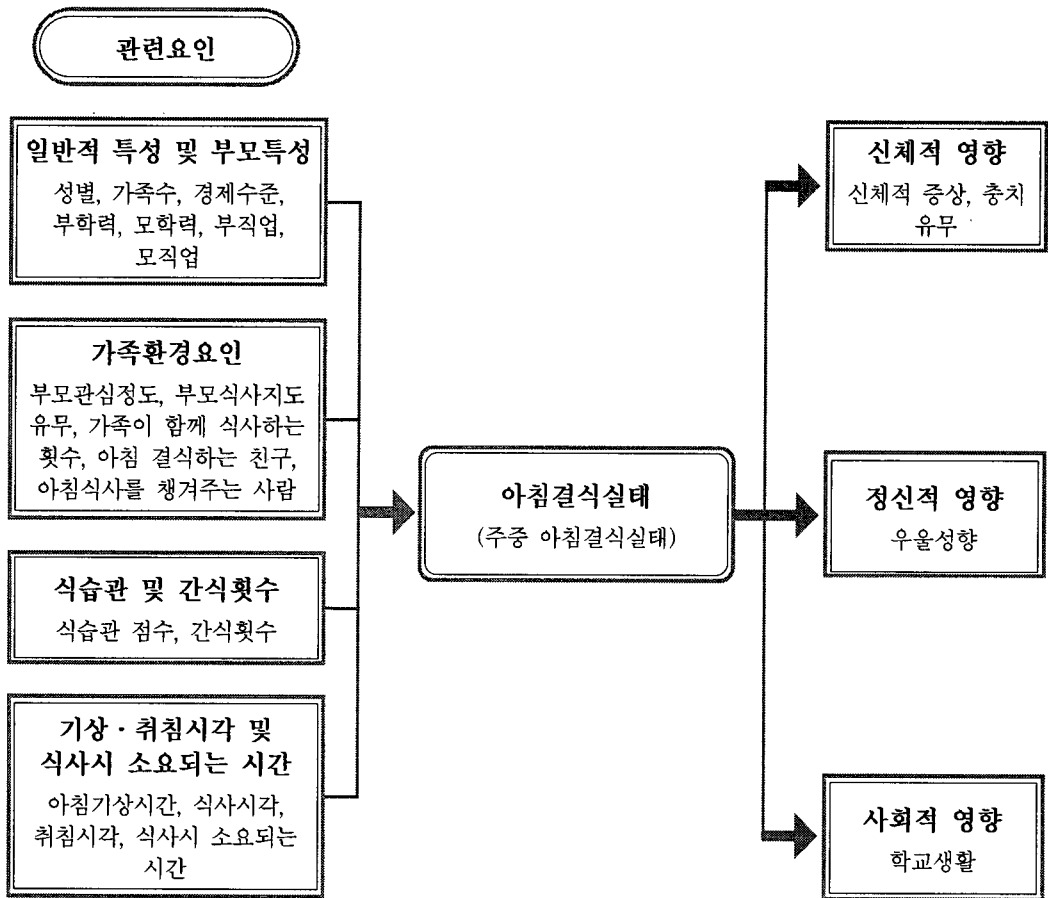 관련요인
일반적 특성 및 부모특성
성별, 가족수, 경제수준,
부학력, 모학력, 부직업,
모직업
가족환경요인
부모관심정도, 부모식사지도
유무, 가족이 함께 식사하는
횟수, 아침 결식하는 친구,
아침식사를 챙겨주는 사람
식습관 및 간식횟수
식습관 점수, 간식횟수
기상 · 취침시각 및
식사시 소요되는 시간
아침기상시간, 식사시각,
취침시각, 식사시 소요되는
시간
아침결식실태
(주중 아침결식실태)
신체적 영향
신체적 증상, 충치
유무
정신적 영향
우울성향
사회적 영향
학교생활